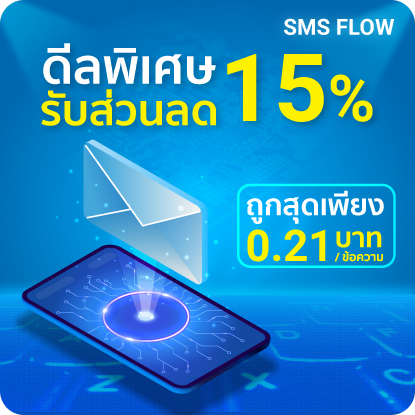 SMS FLOW
ดีลพิเศษ
รับส่วนลด 15%
ถูกสุดเพียง
0.21 บาท
/ ข้อความ